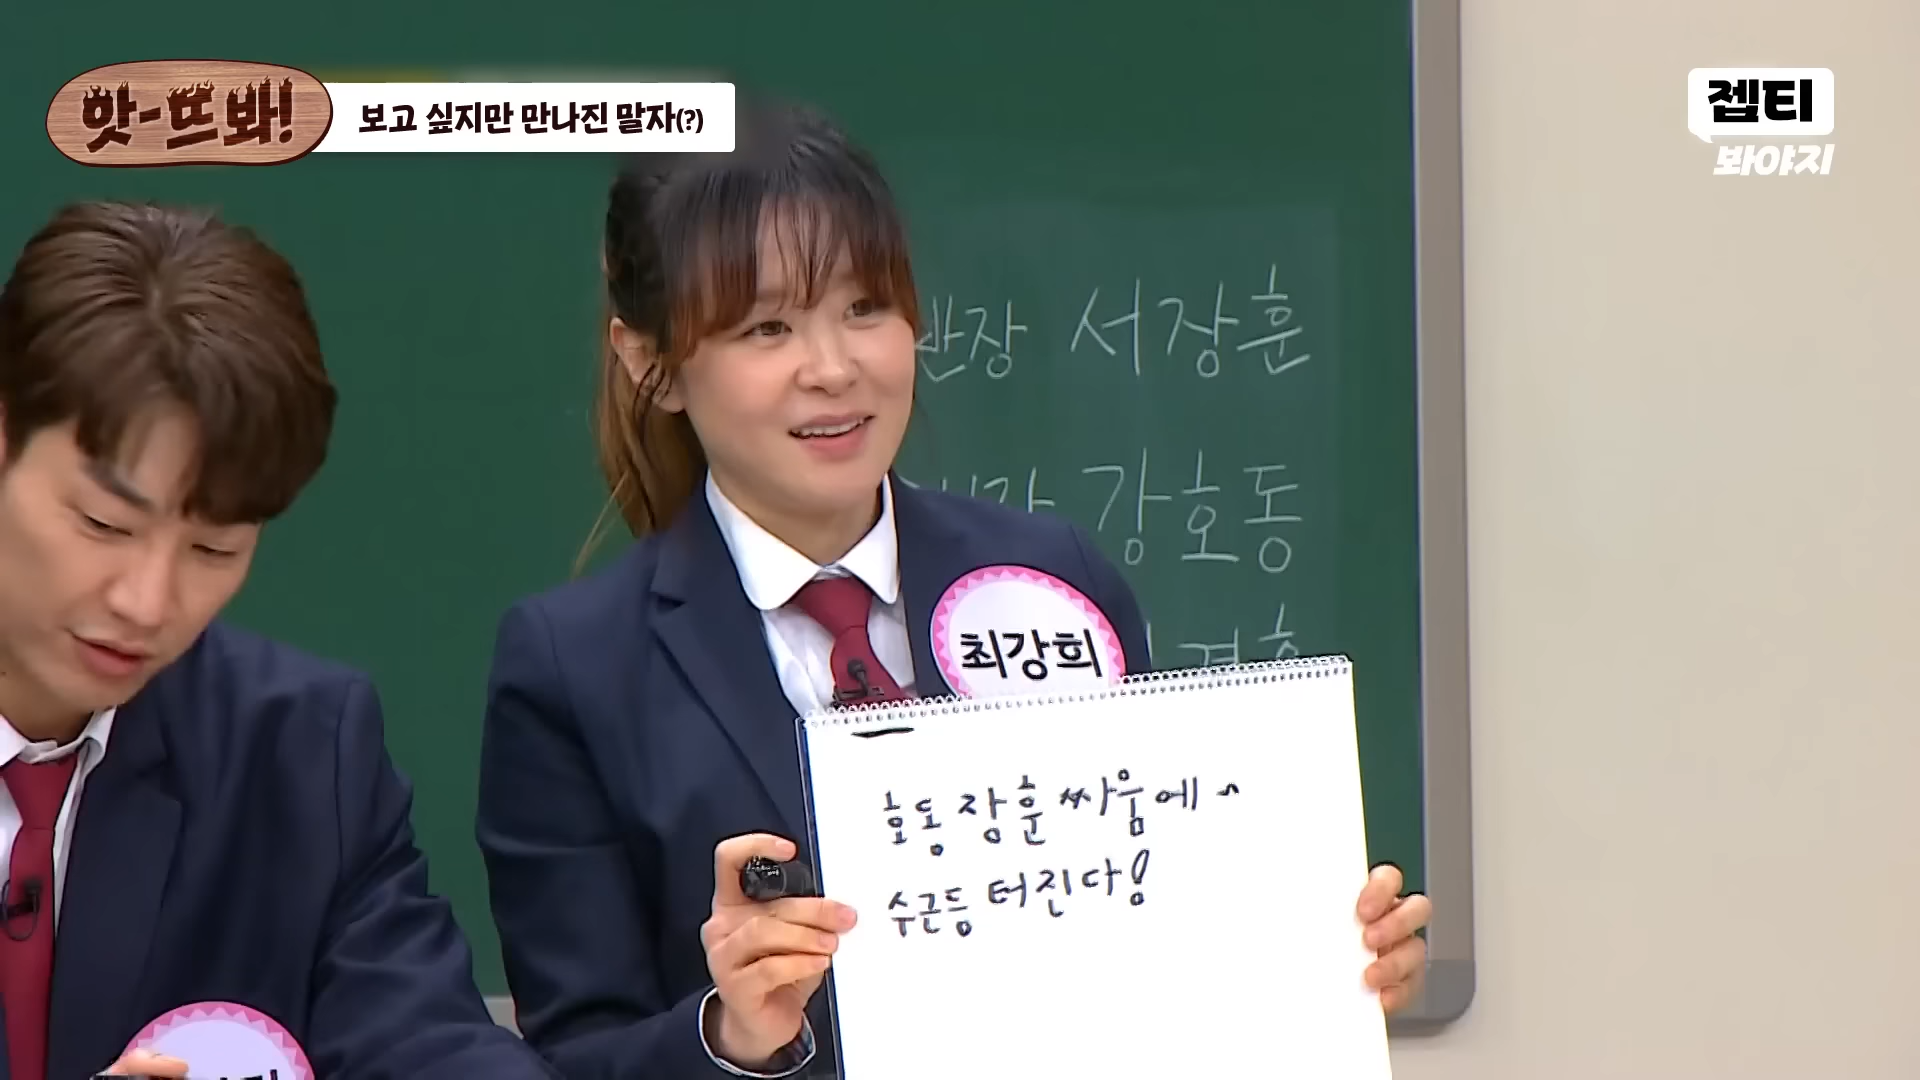 앗-뜨봐!
보고 싶지만 만나진 말자(?)
젭티
봐야지
반장 서장훈
강호동
최강희
호동 장훈 싸움에~
수근등 터진다!